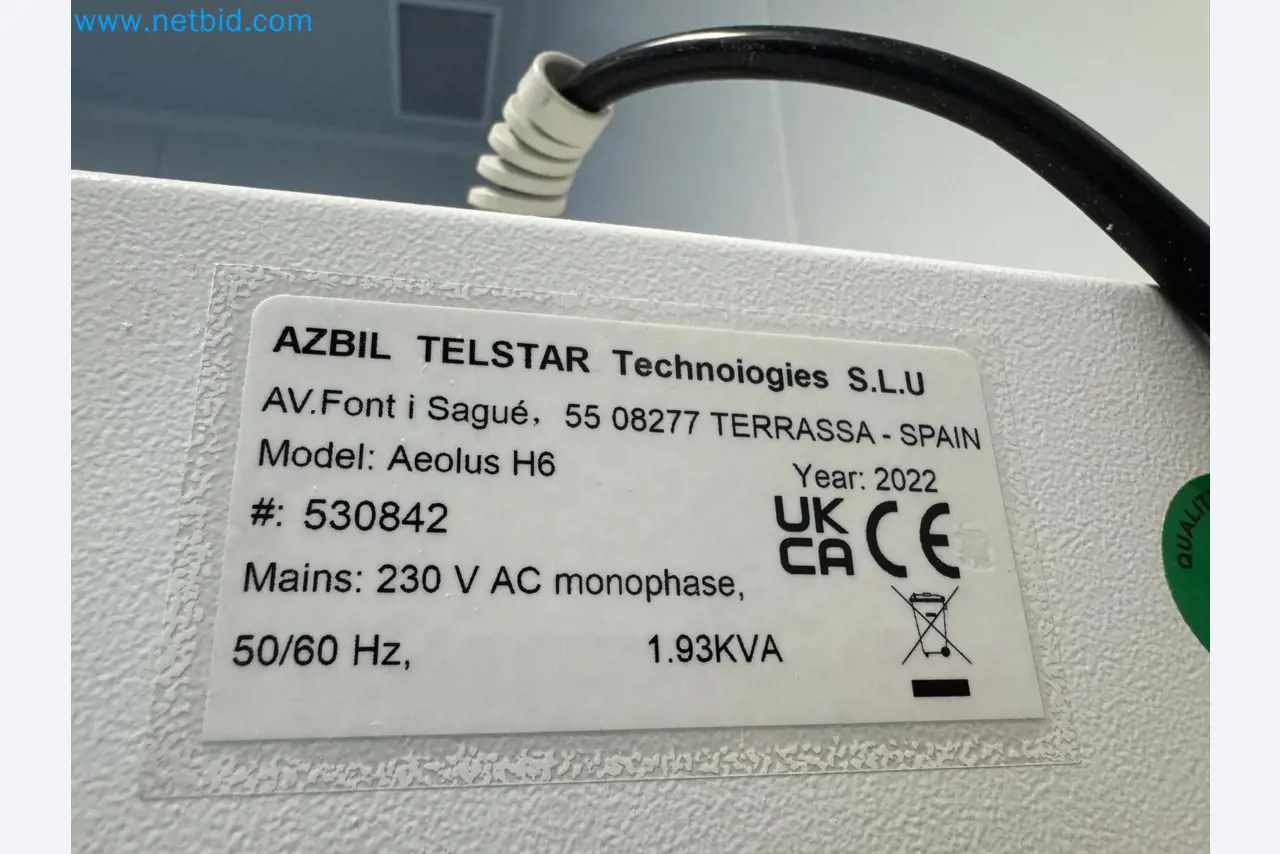 www.netbid.com
AZBIL TELSTAR Technoiogies S.L.U
AV.Font i Sagué, 55 08277 TERRASSA - SPAIN
Model: Aeolus H6
Year: 2022
#: 530842
UK
CA CE
Mains: 230 V AC monophase,
50/60 Hz, 1.93KVA